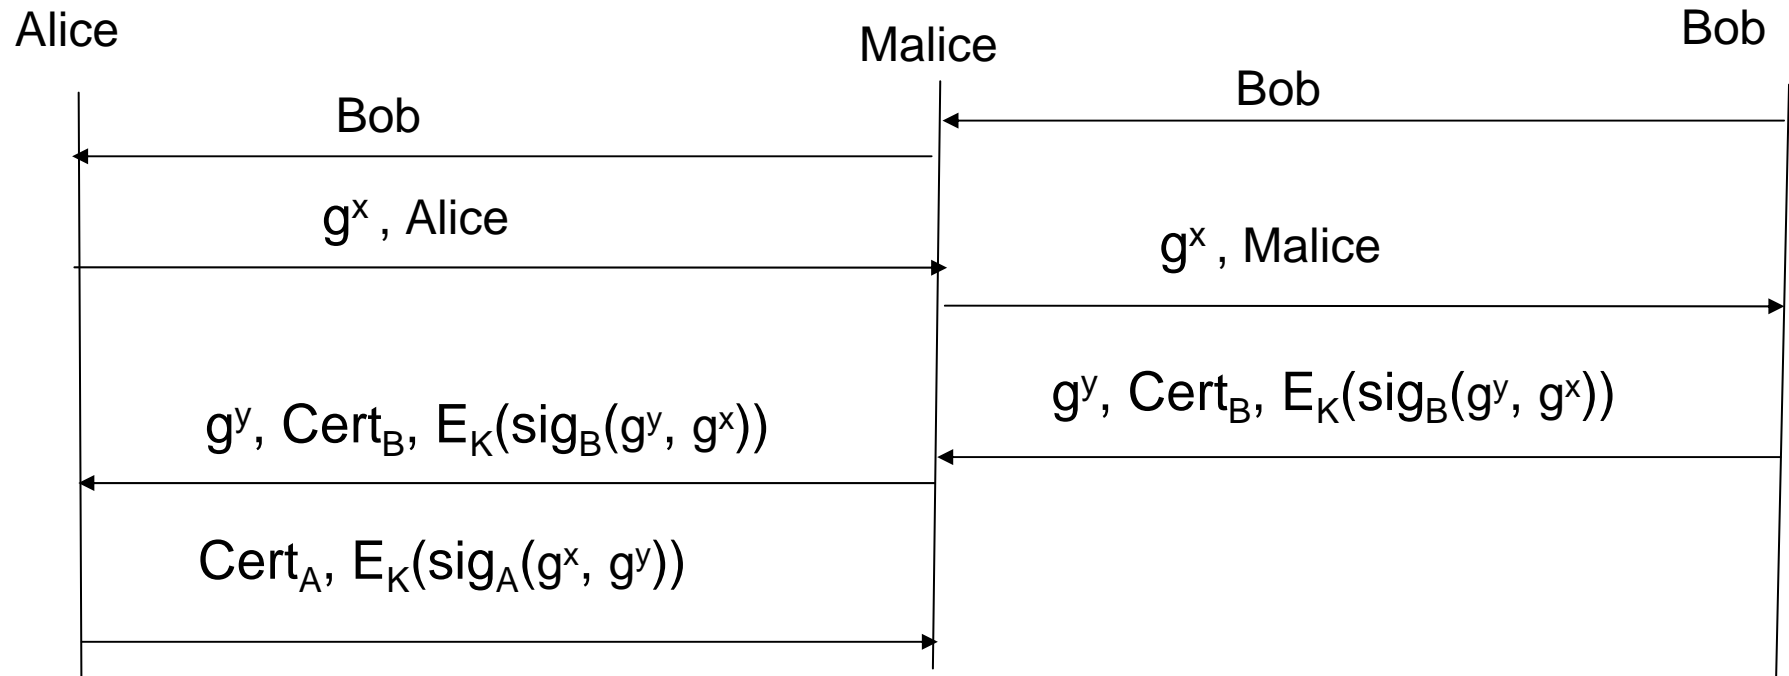 Alice
Malice
Bob
Bob
Bob
gˣ , Alice
gˣ , Malice
gʸ, Cert_B, E_K(sig_B(gʸ, gˣ))
gʸ, Cert_B, E_K(sig_B(gʸ, gˣ))
Cert_A, E_K(sig_A(gˣ, gʸ))